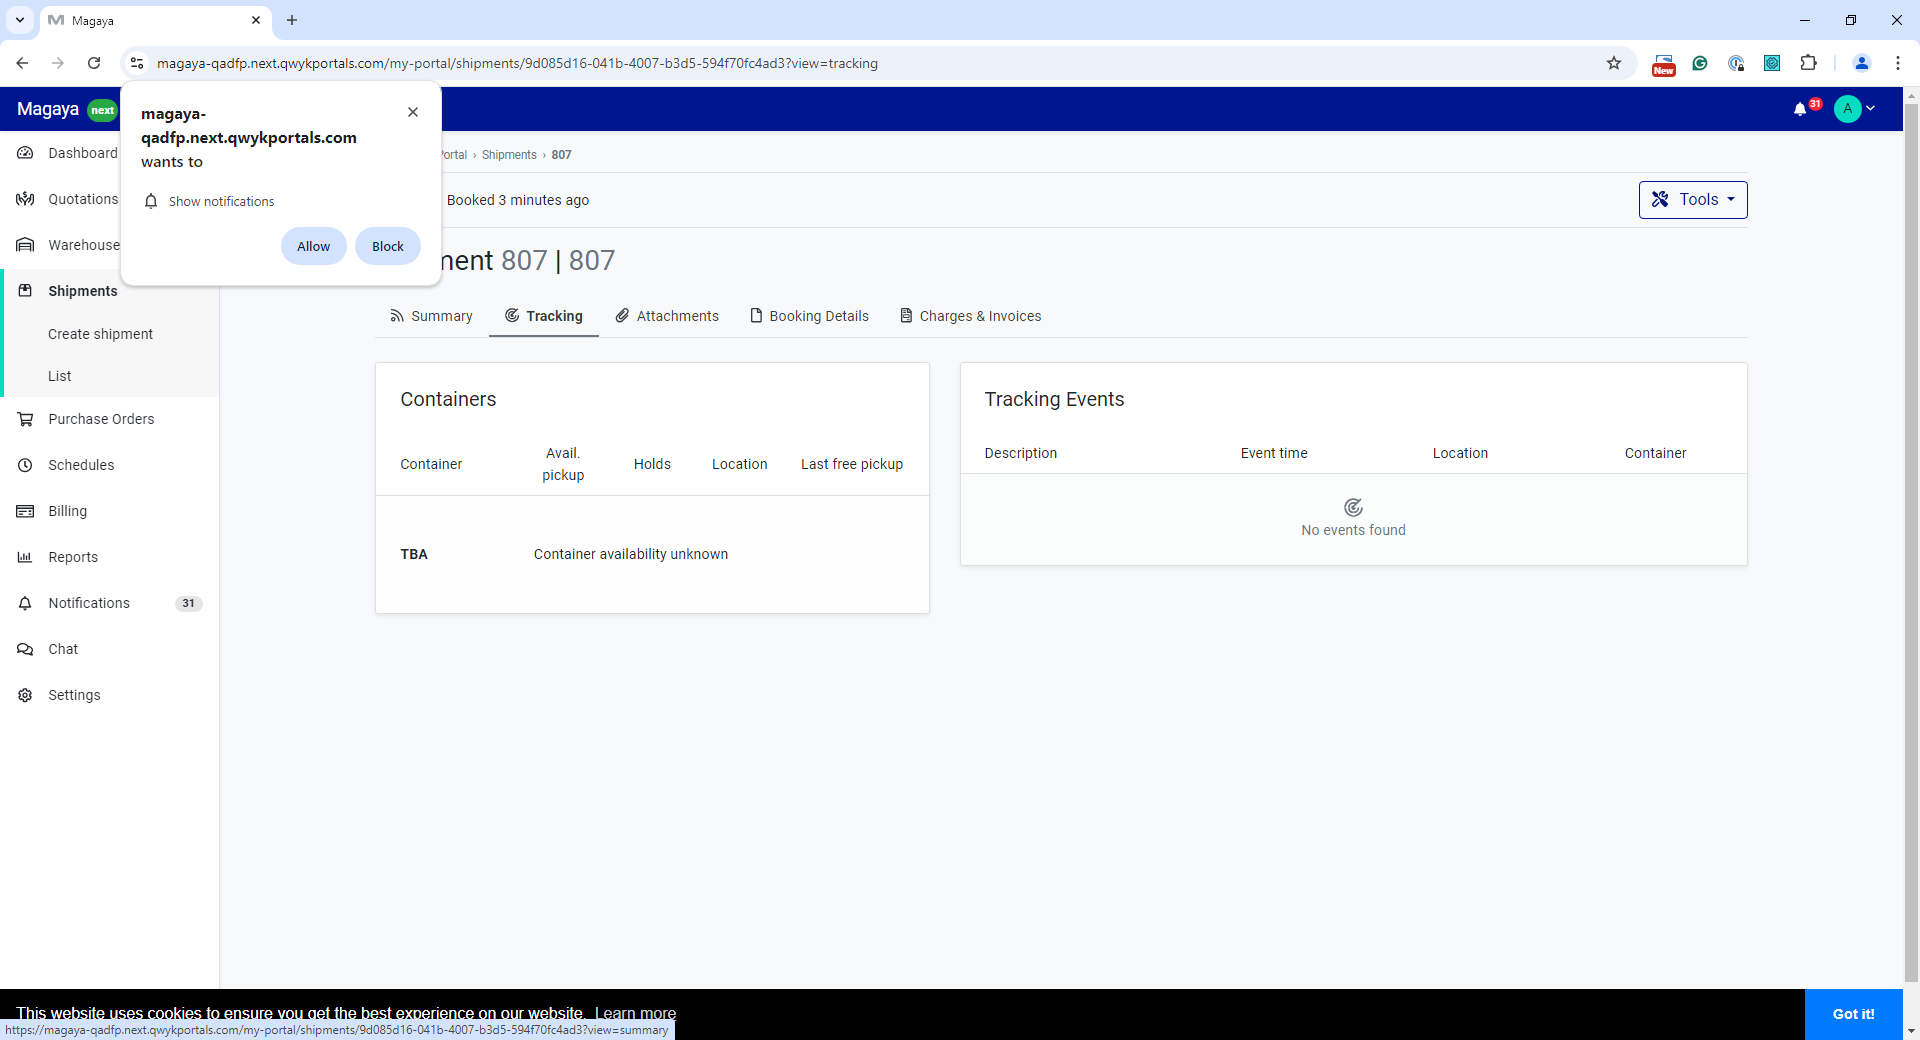 Magaya
magaya-qadfp.next.qwykportals.com/my-portal/shipments/9d085d16-041b-4007-b3d5-594f70fc4ad3?view=tracking
New
Magaya next
31
A
magaya-
qadfp.next.qwykportals.com
wants to
Show notifications
Allow
Block
Dashboard
Quotations
Warehouse
Shipments
Create shipment
List
Purchase Orders
Schedules
Billing
Reports
Notifications 31
Chat
Settings
Portal › Shipments › 807
Booked 3 minutes ago
Tools
ment 807 | 807
Summary
Tracking
Attachments
Booking Details
Charges & Invoices
Containers
Container Avail. pickup Holds Location Last free pickup
TBA Container availability unknown
Tracking Events
Description Event time Location Container
No events found
This website uses cookies to ensure you get the best experience on our website. Learn more
Got it!
https://magaya-qadfp.next.qwykportals.com/my-portal/shipments/9d085d16-041b-4007-b3d5-594f70fc4ad3?view=summary